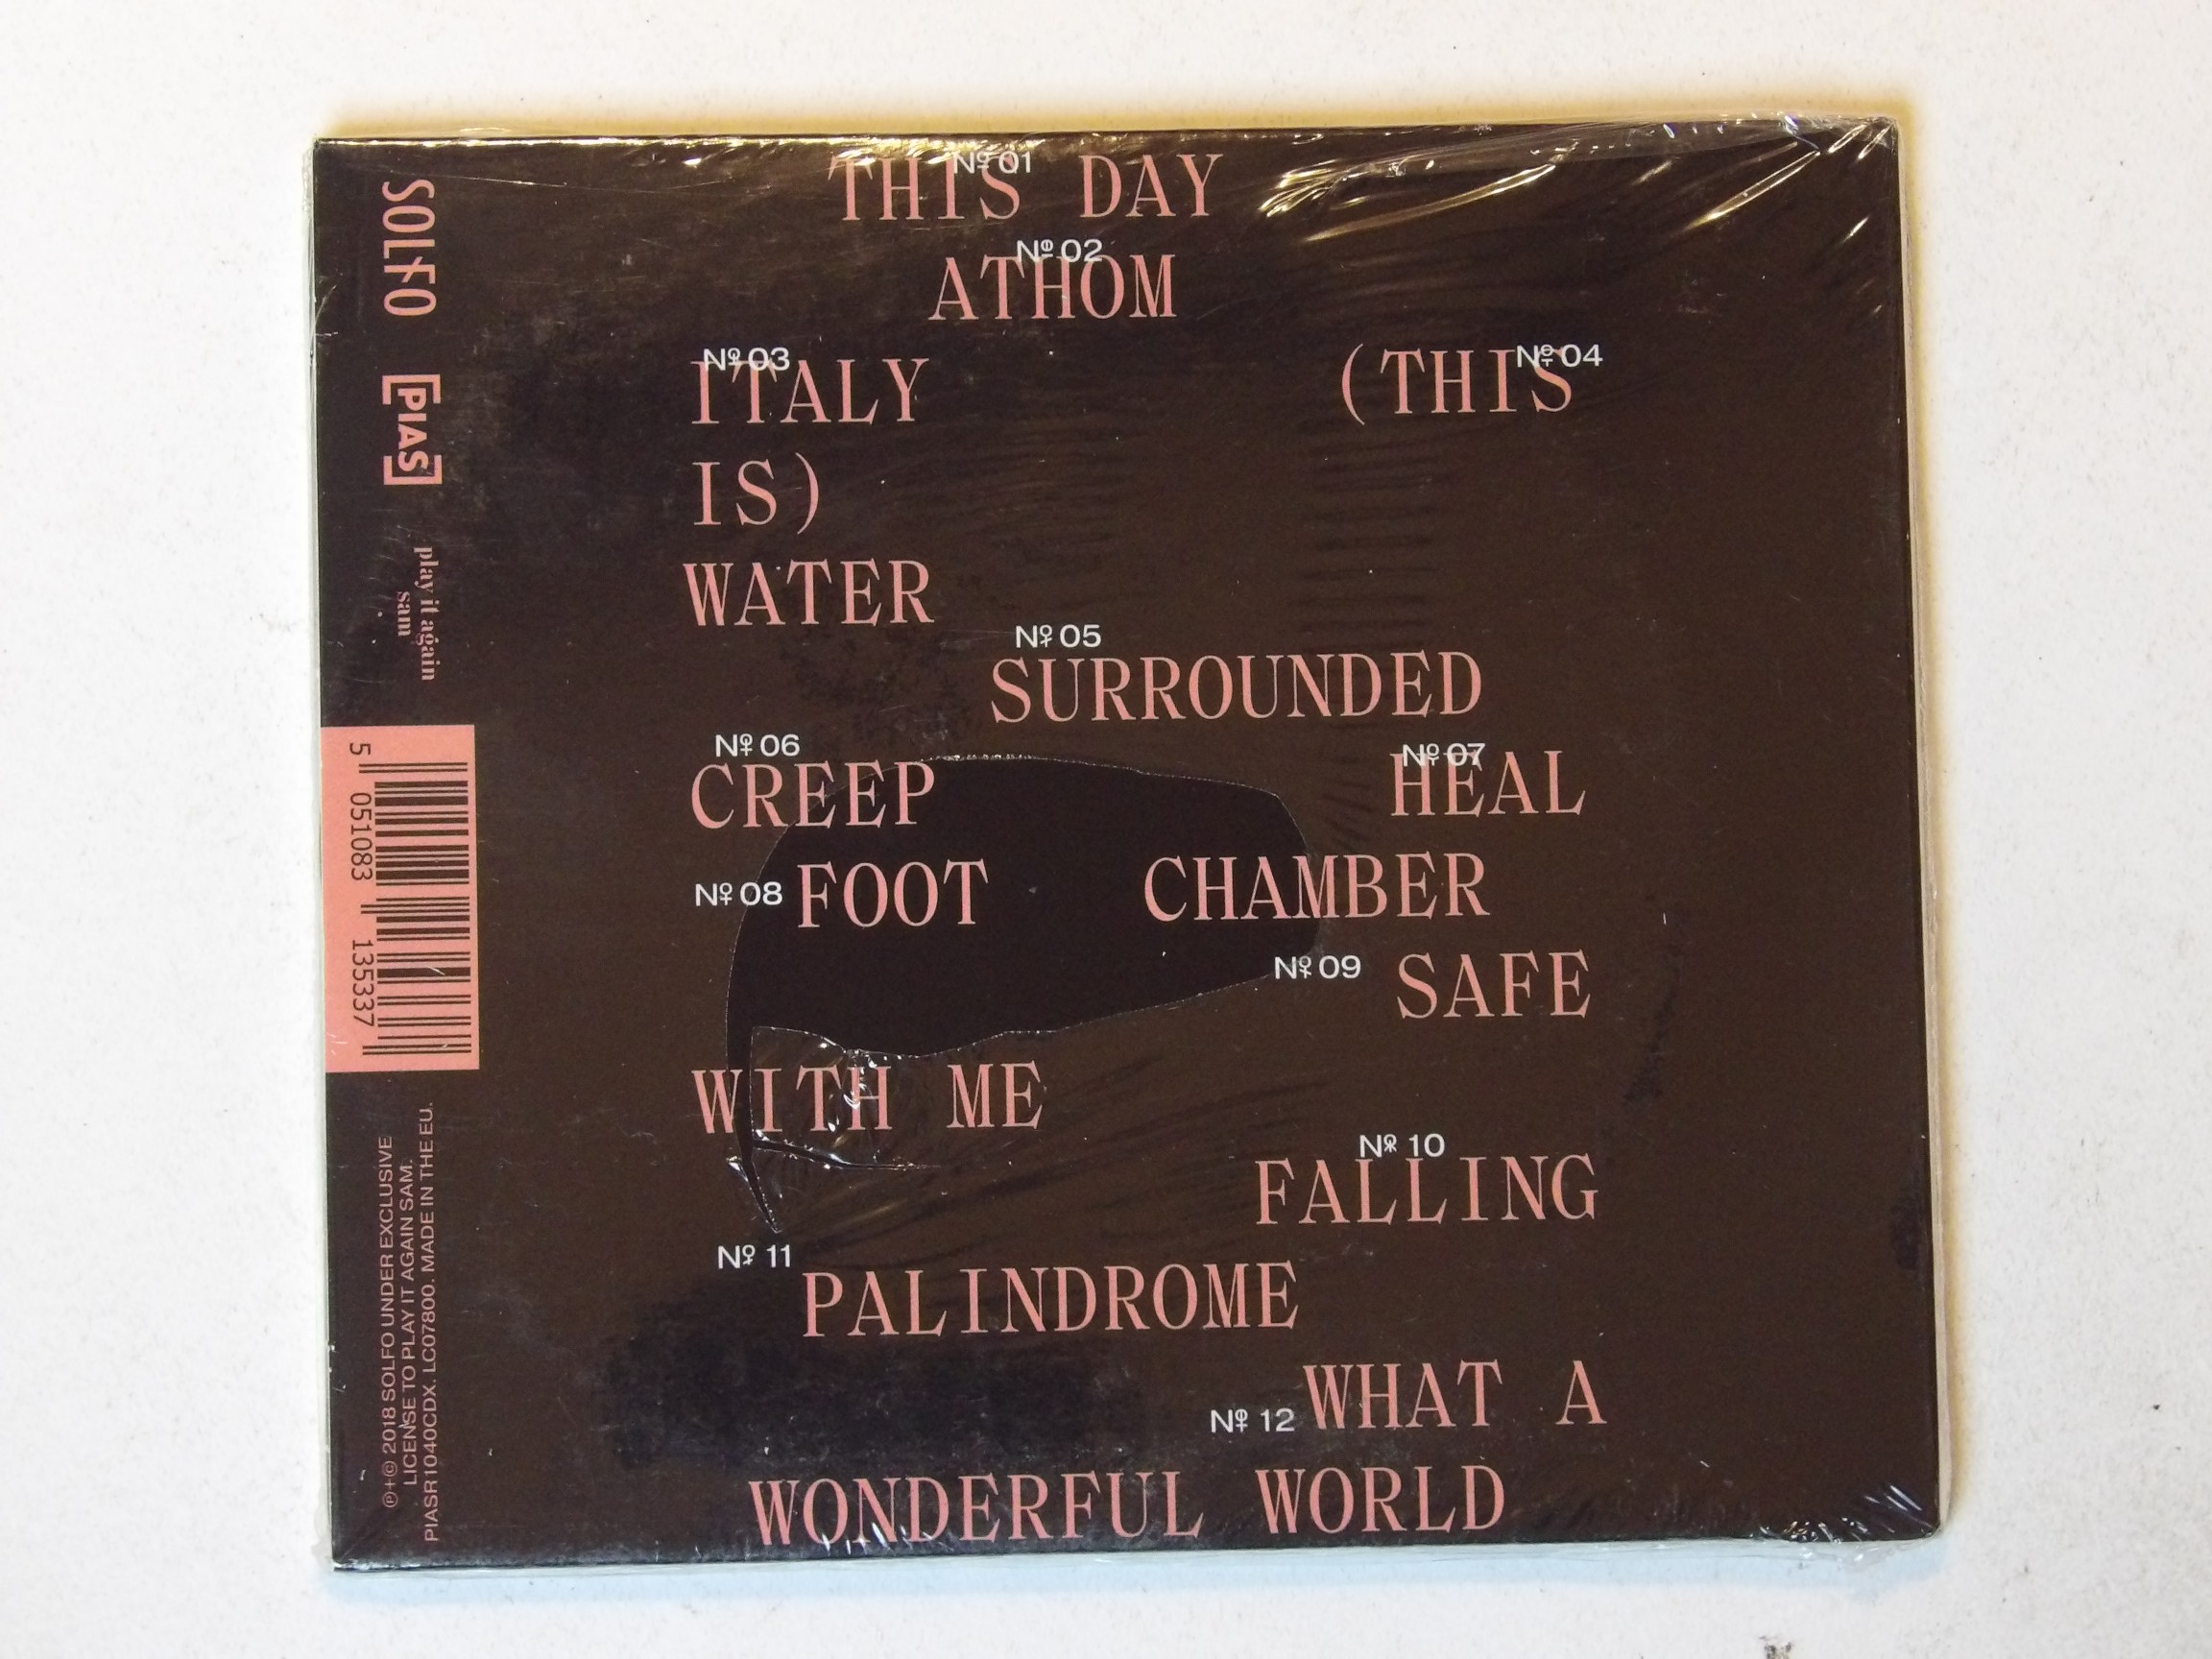 Nº 01
THIS DAY
Nº 02
ATHOM
Nº 03 Nº 04
ITALY (THIS
IS)
WATER
Nº 05
SURROUNDED
Nº 06 Nº 07
CREEP HEAL
Nº 08 FOOT CHAMBER
Nº 09 SAFE
WITH ME
Nº 10
FALLING
Nº 11
PALINDROME
Nº 12 WHAT A
WONDERFUL WORLD
SOLFO
[PIAS]
play it again
sam
5 051083 135337
℗+© 2018 SOLFO UNDER EXCLUSIVE
LICENSE TO PLAY IT AGAIN SAM.
PIASR1040CDX. LC07800. MADE IN THE EU.